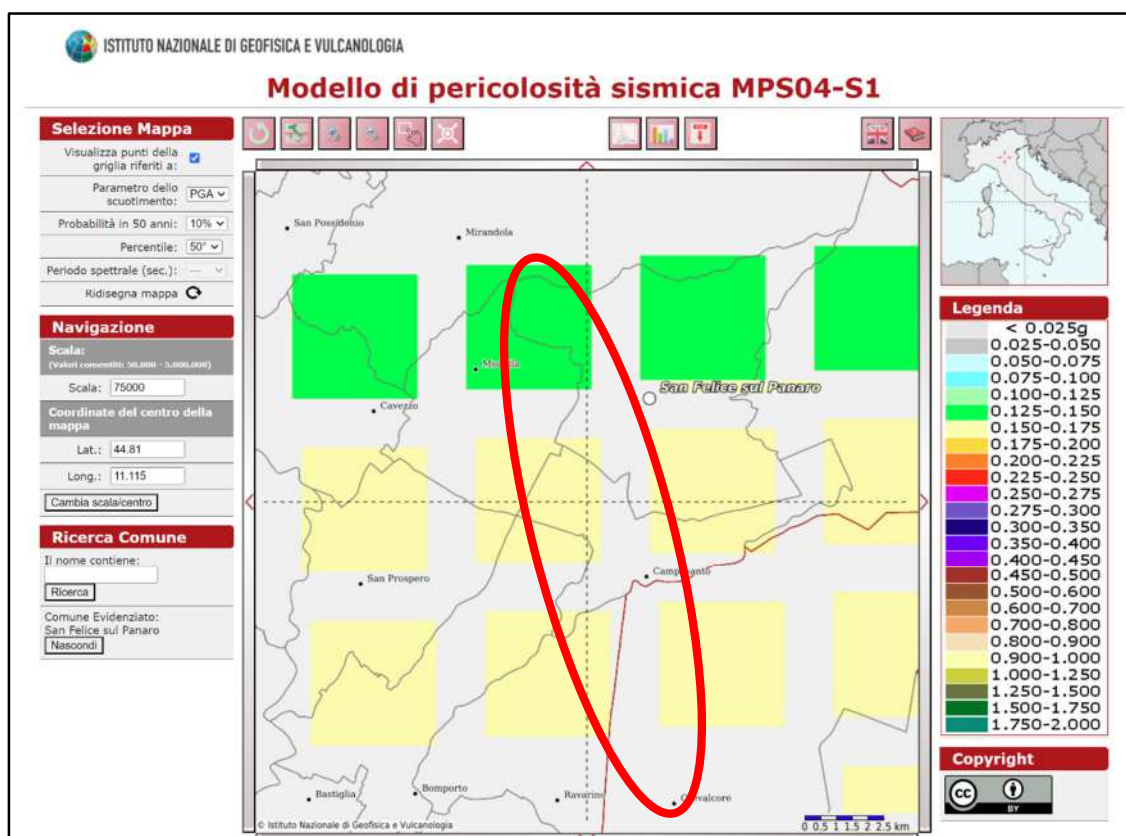 ISTITUTO NAZIONALE DI GEOFISICA E VULCANOLOGIA
Modello di pericolosità sismica MPS04-S1
Selezione Mappa
Visualizza punti della
griglia riferiti a:
Parametro dello
scuotimento: PGA
Probabilità in 50 anni: 10%
Percentile: 50°
Periodo spettrale (sec.): ---
Ridisegna mappa
Navigazione
Scala:
(Valori consentiti: 50.000 - 5.000.000)
Scala: 75000
Coordinate del centro della
mappa
Lat.: 44.81
Long.: 11.115
Cambia scala/centro
Ricerca Comune
Il nome contiene:
Ricerca
Comune Evidenziato:
San Felice sul Panaro
Nascondi
San Possidonio
Mirandola
San Felice sul Panaro
Cavezzo
San Prospero
Bastiglia
Bomporto
Ravarino
© Istituto Nazionale di Geofisica e Vulcanologia
0 0.5 1 1.5 2 2.5 km
Legenda
< 0.025g
0.025-0.050
0.050-0.075
0.075-0.100
0.100-0.125
0.125-0.150
0.150-0.175
0.175-0.200
0.200-0.225
0.225-0.250
0.250-0.275
0.275-0.300
0.300-0.350
0.350-0.400
0.400-0.450
0.450-0.500
0.500-0.600
0.600-0.700
0.700-0.800
0.800-0.900
0.900-1.000
1.000-1.250
1.250-1.500
1.500-1.750
1.750-2.000
Copyright
cc
BY